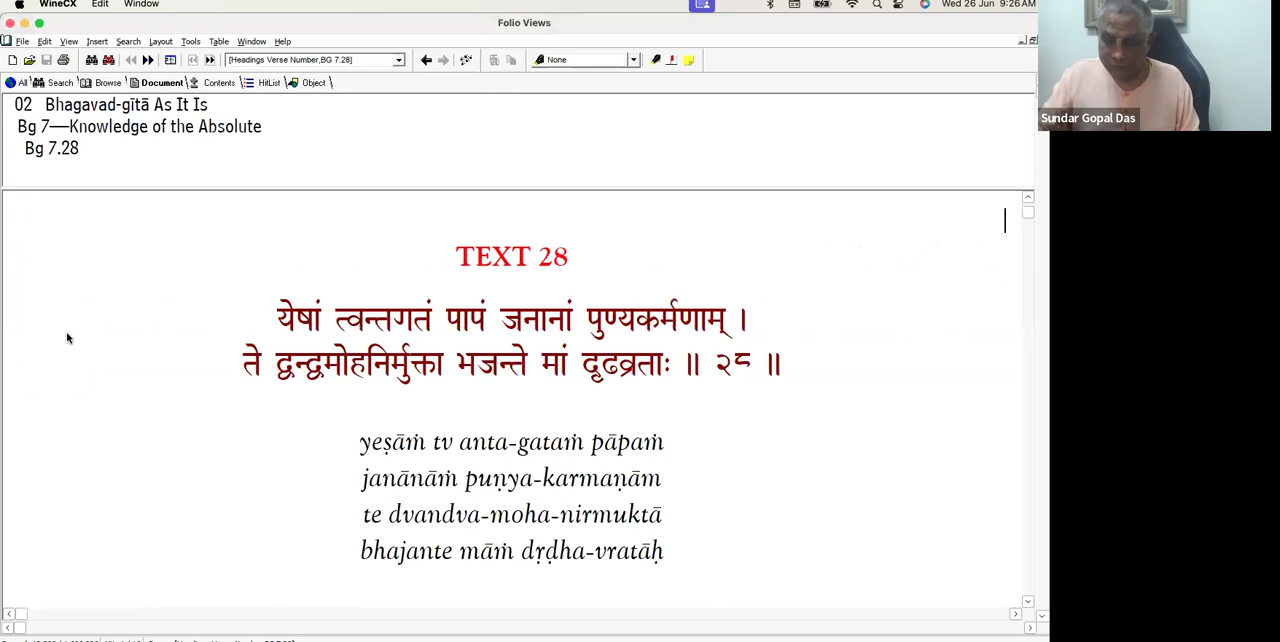 WineCX Edit Window Wed 26 Jun 9:26AM
Folio Views
File Edit View Insert Search Layout Tools Table Window Help
[Headings Verse Number,BG 7.28] None
All Search Browse Document Contents HitList Object
Sundar Gopal Das
02 Bhagavad-gītā As It Is
Bg 7—Knowledge of the Absolute
Bg 7.28
TEXT 28
येषां त्वन्तगतं पापं जनानां पुण्यकर्मणाम् ।
ते द्वन्द्वमोहनिर्मुक्ता भजन्ते मां दृढव्रताः ॥ २८ ॥
yeṣāṁ tv anta-gataṁ pāpaṁ
janānāṁ puṇya-karmaṇām
te dvandva-moha-nirmuktā
bhajante māṁ dṛḍha-vratāḥ